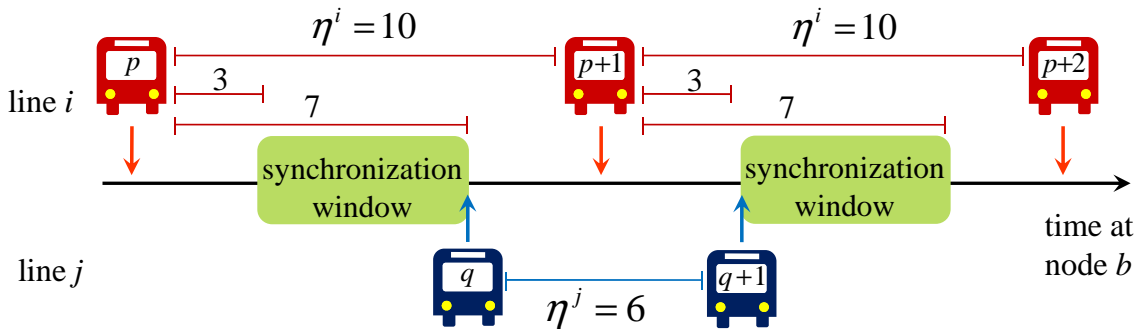 η^i = 10
η^i = 10
p
p+1
p+2
3
3
line i
7
7
synchronization
window
synchronization
window
time at
node b
line j
q
q+1
η^j = 6